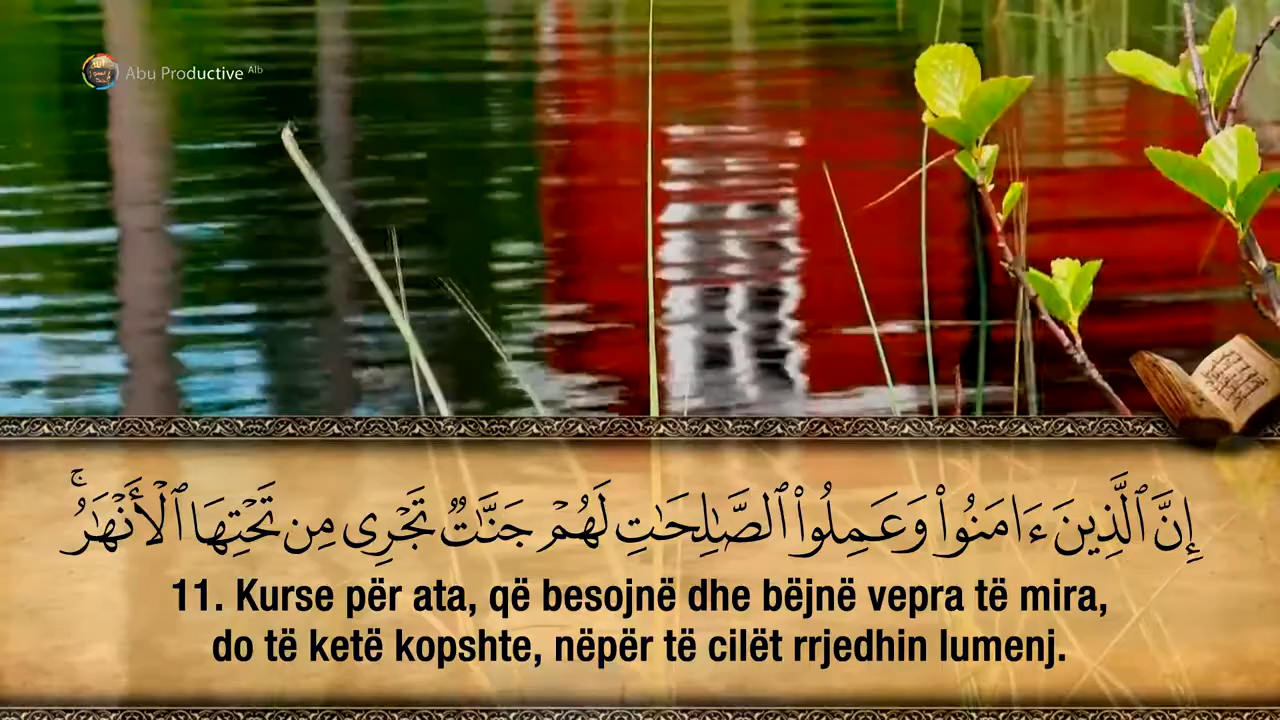 Abu Productive Alb
إِنَّ ٱلَّذِينَ ءَامَنُوا۟ وَعَمِلُوا۟ ٱلصَّـٰلِحَـٰتِ لَهُمْ جَنَّـٰتٌ تَجْرِى مِن تَحْتِهَا ٱلْأَنْهَـٰرُ ۚ
11. Kurse për ata, që besojnë dhe bëjnë vepra të mira,
do të ketë kopshte, nëpër të cilët rrjedhin lumenj.